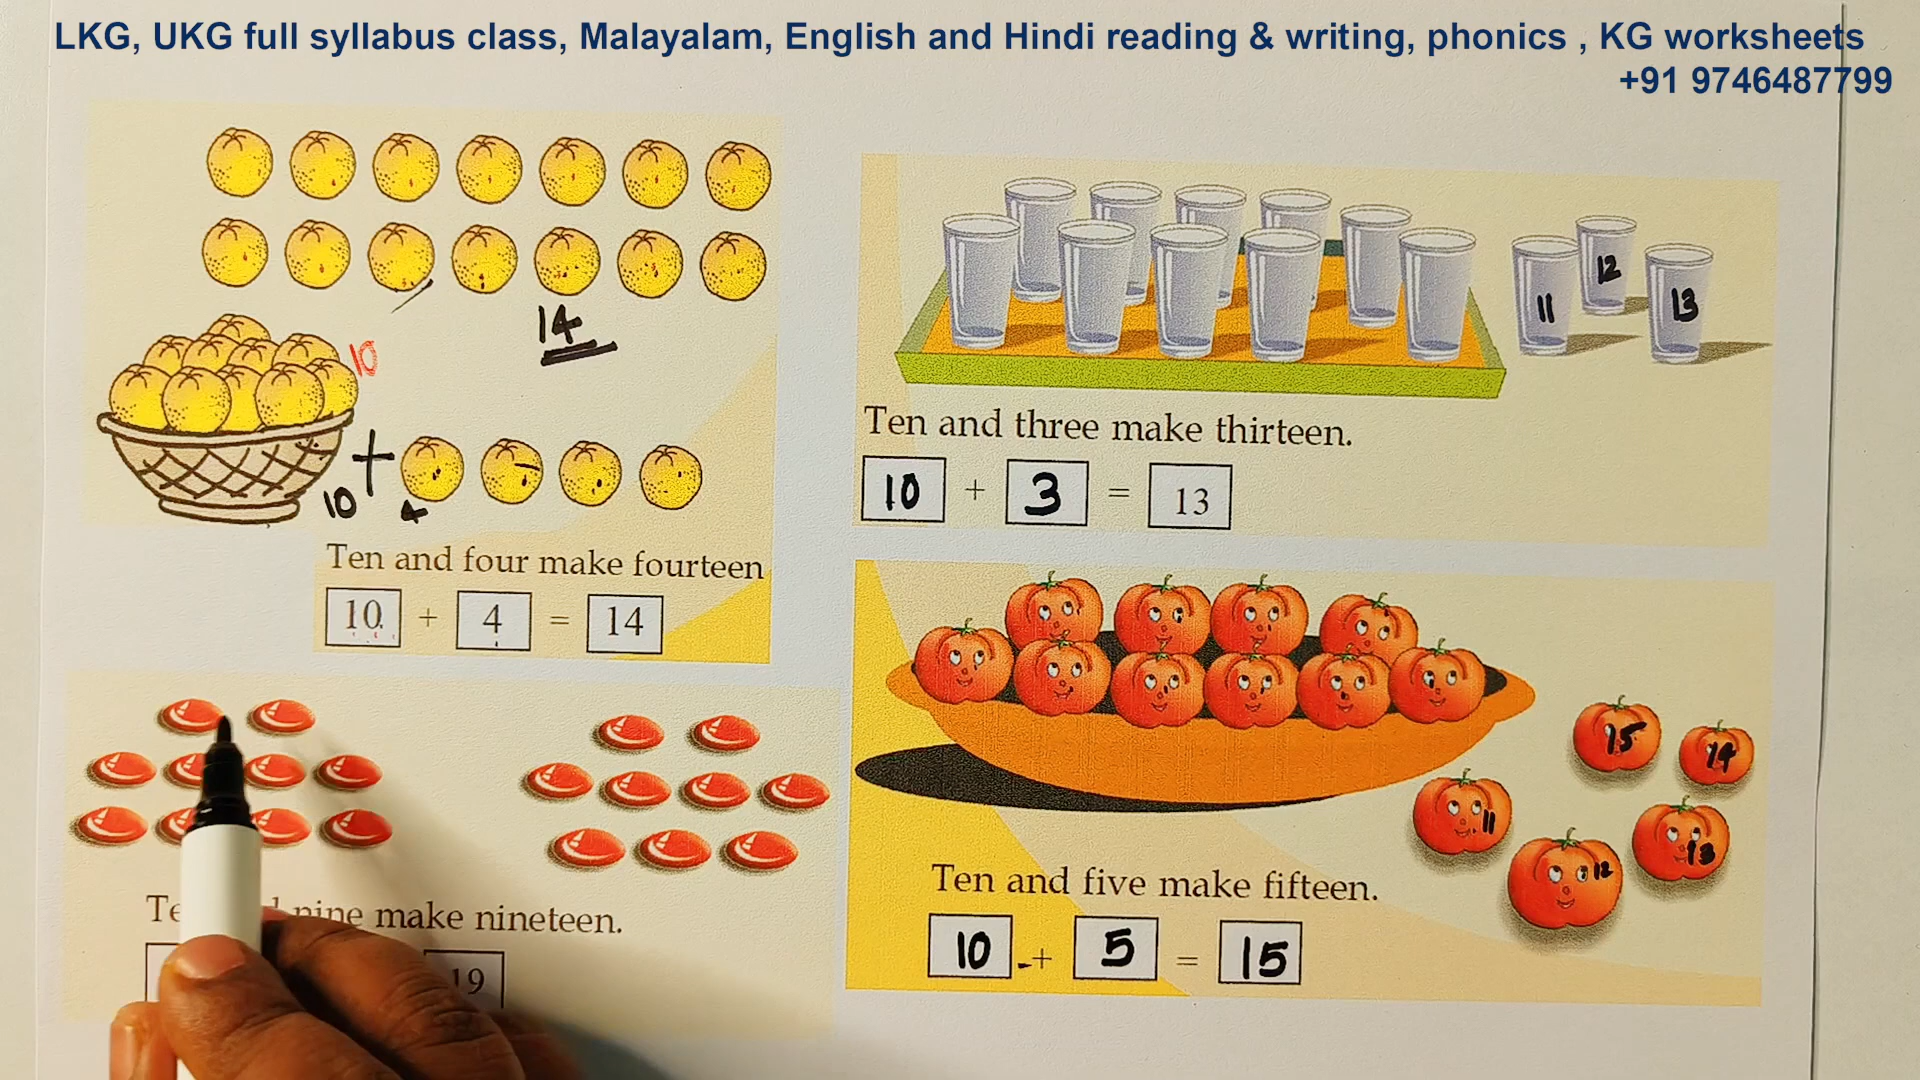 LKG, UKG full syllabus class, Malayalam, English and Hindi reading & writing, phonics , KG worksheets
+91 9746487799
14
10
10 + 4
Ten and four make fourteen
10 + 4 = 14
11 12 13
Ten and three make thirteen.
10 + 3 = 13
nine make nineteen.
19
15 14
11 12 13
Ten and five make fifteen.
10 + 5 = 15